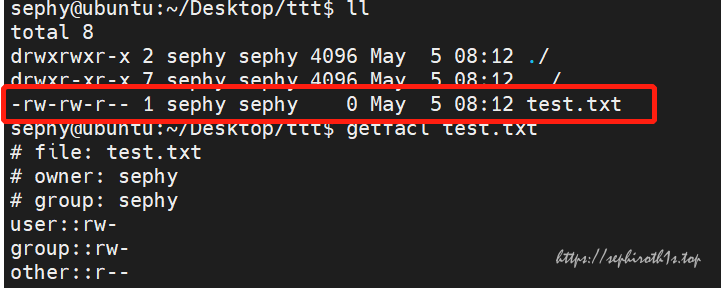 sephy@ubuntu:~/Desktop/ttt$ ll
total 8
drwxrwxr-x 2 sephy sephy 4096 May  5 08:12 ./
drwxr-xr-x 7 sephy sephy 4096 May  5 08:12 ../
-rw-rw-r-- 1 sephy sephy    0 May  5 08:12 test.txt
sephy@ubuntu:~/Desktop/ttt$ getfacl test.txt
# file: test.txt
# owner: sephy
# group: sephy
user::rw-
group::rw-
other::r--
https://sephiroth1s.top